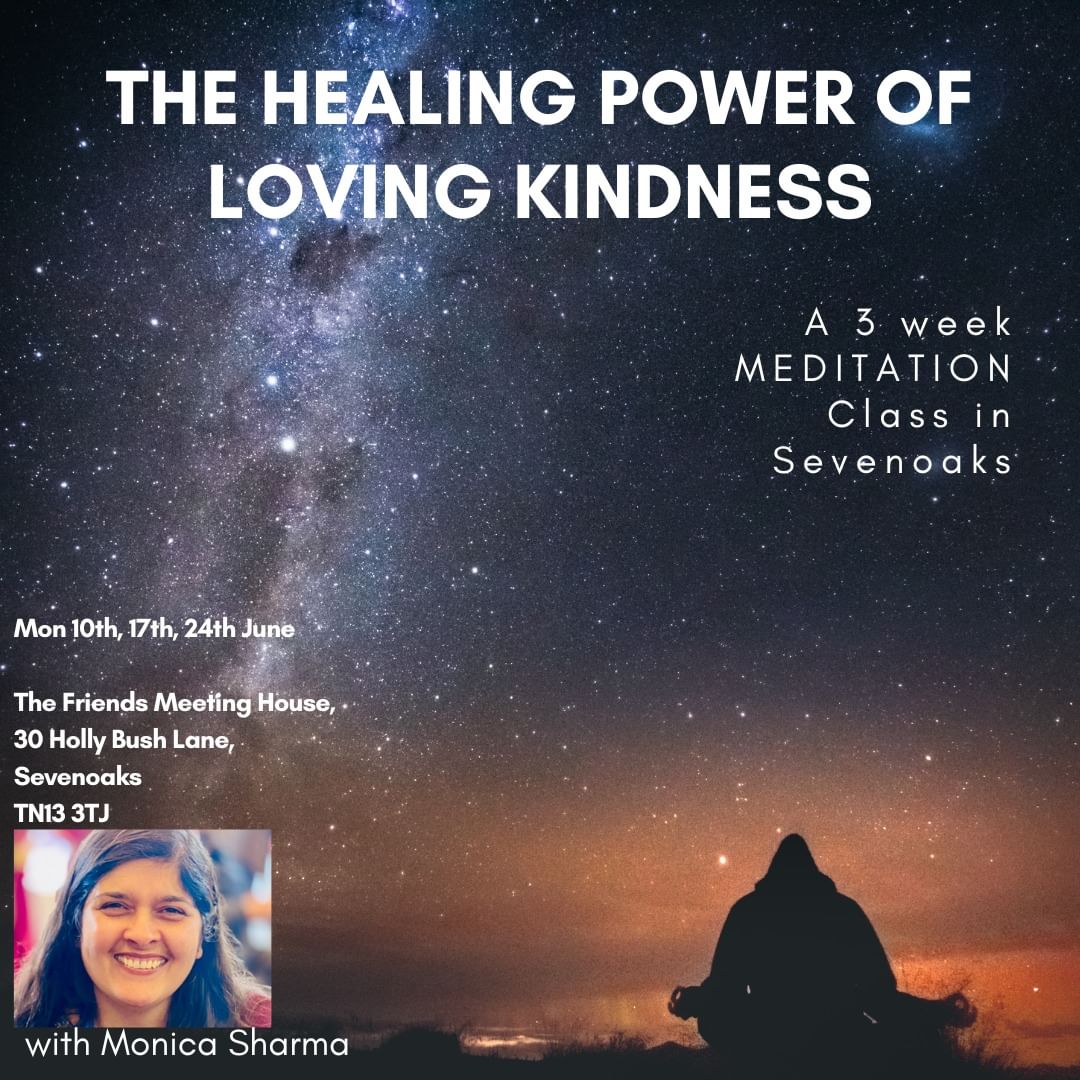 THE HEALING POWER OF
LOVING KINDNESS
A 3 week
MEDITATION
Class in
Sevenoaks
Mon 10th, 17th, 24th June
The Friends Meeting House,
30 Holly Bush Lane,
Sevenoaks
TN13 3TJ
with Monica Sharma